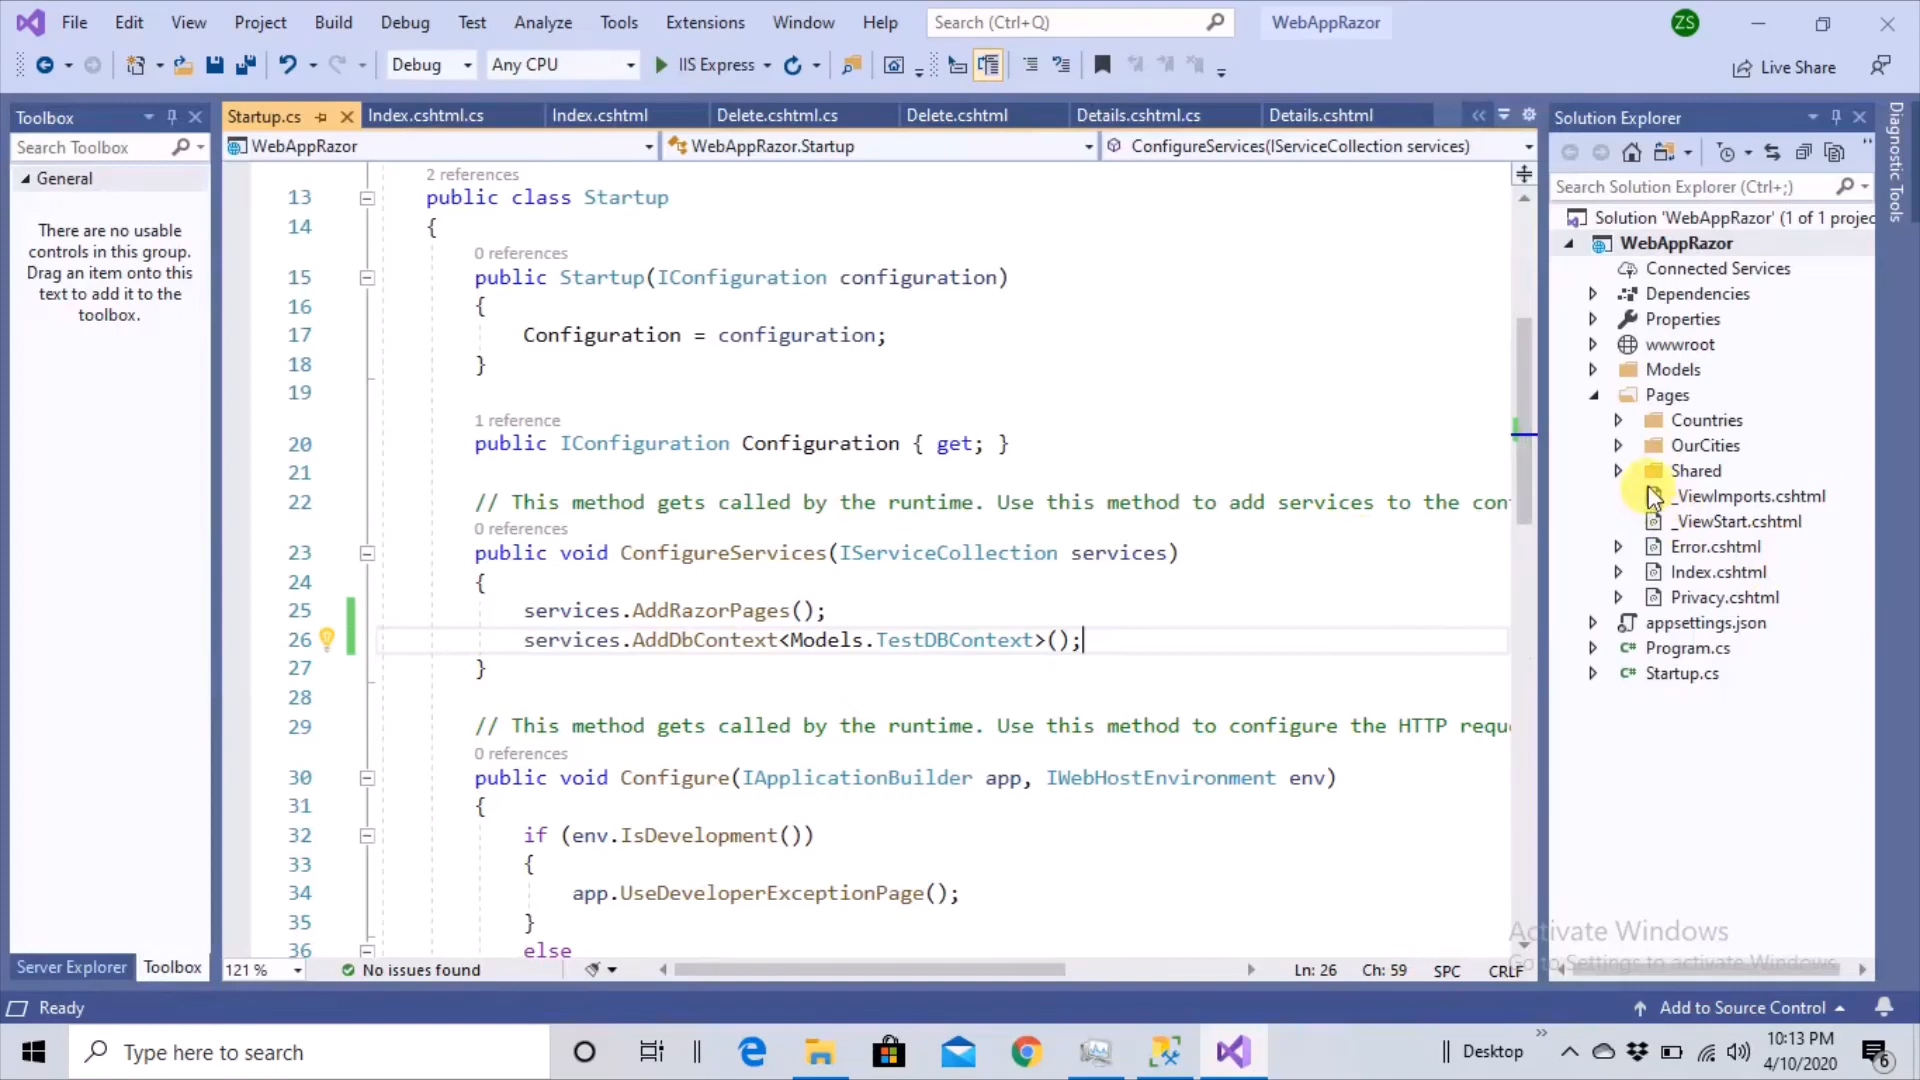 File Edit View Project Build Debug Test Analyze Tools Extensions Window Help Search (Ctrl+Q) WebAppRazor ZS
Debug Any CPU IIS Express Live Share
Toolbox
Search Toolbox
General
There are no usable
controls in this group.
Drag an item onto this
text to add it to the
toolbox.
Server Explorer Toolbox
Startup.cs Index.cshtml.cs Index.cshtml Delete.cshtml.cs Delete.cshtml Details.cshtml.cs Details.cshtml
WebAppRazor WebAppRazor.Startup ConfigureServices(IServiceCollection services)
2 references
13 public class Startup
14 {
0 references
15 public Startup(IConfiguration configuration)
16 {
17 Configuration = configuration;
18 }
19
1 reference
20 public IConfiguration Configuration { get; }
21
22 // This method gets called by the runtime. Use this method to add services to the con
0 references
23 public void ConfigureServices(IServiceCollection services)
24 {
25 services.AddRazorPages();
26 services.AddDbContext<Models.TestDBContext>();
27 }
28
29 // This method gets called by the runtime. Use this method to configure the HTTP requ
0 references
30 public void Configure(IApplicationBuilder app, IWebHostEnvironment env)
31 {
32 if (env.IsDevelopment())
33 {
34 app.UseDeveloperExceptionPage();
35 }
36 else
121 % No issues found Ln: 26 Ch: 59 SPC CRLF
Solution Explorer
Search Solution Explorer (Ctrl+;)
Solution 'WebAppRazor' (1 of 1 projec
WebAppRazor
Connected Services
Dependencies
Properties
wwwroot
Models
Pages
Countries
OurCities
Shared
_ViewImports.cshtml
_ViewStart.cshtml
Error.cshtml
Index.cshtml
Privacy.cshtml
appsettings.json
C# Program.cs
C# Startup.cs
Diagnostic Tools
Activate Windows
Go to Settings to activate Windows.
Ready Add to Source Control
Type here to search Desktop 10:13 PM
4/10/2020 6